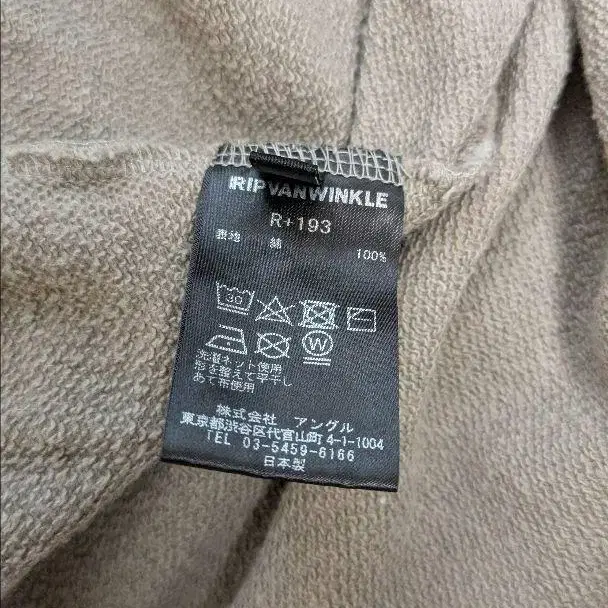 RIPVANWINKLE
R+193
表地 綿 100%
30
W
洗濯ネット使用
形を整えて平干し
あて布使用
株式会社 アングル
東京都渋谷区代官山町4-1-1004
TEL 03-5459-6166
日本製